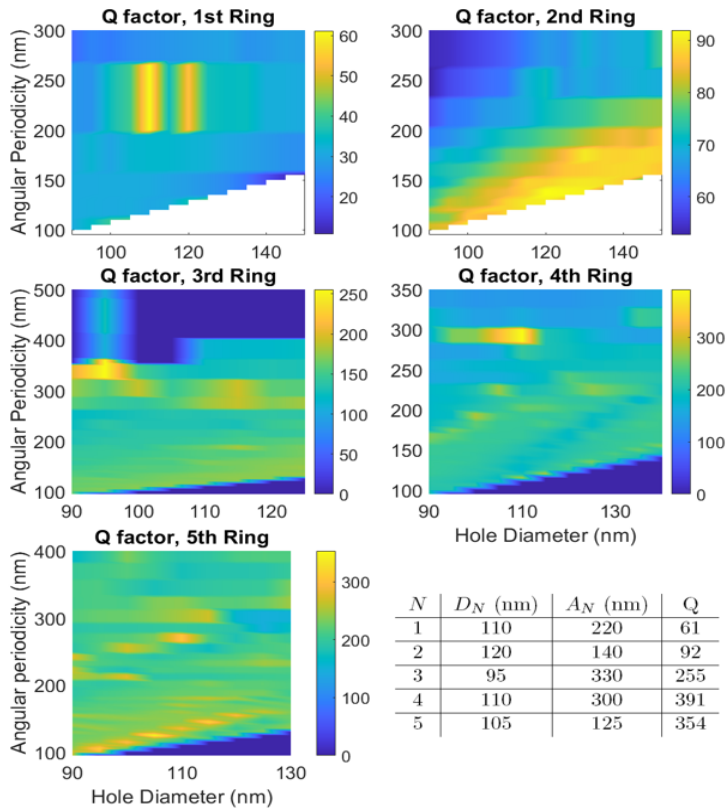 Q factor, 1st Ring
Angular Periodicity (nm)
300
250
200
150
100
100 120 140
60
50
40
30
20
Q factor, 2nd Ring
300
250
200
150
100
100 120 140
90
80
70
60
Q factor, 3rd Ring
Angular Periodicity (nm)
500
400
300
200
100
90 100 110 120
250
200
150
100
50
0
Q factor, 4th Ring
350
300
250
200
150
100
90 100 110 120 130
Hole Diameter (nm)
300
200
100
0
Q factor, 5th Ring
Angular periodicity (nm)
400
300
200
100
90 110 130
Hole Diameter (nm)
300
200
100
0
N D_N (nm) A_N (nm) Q
1 110 220 61
2 120 140 92
3 95 330 255
4 110 300 391
5 105 125 354